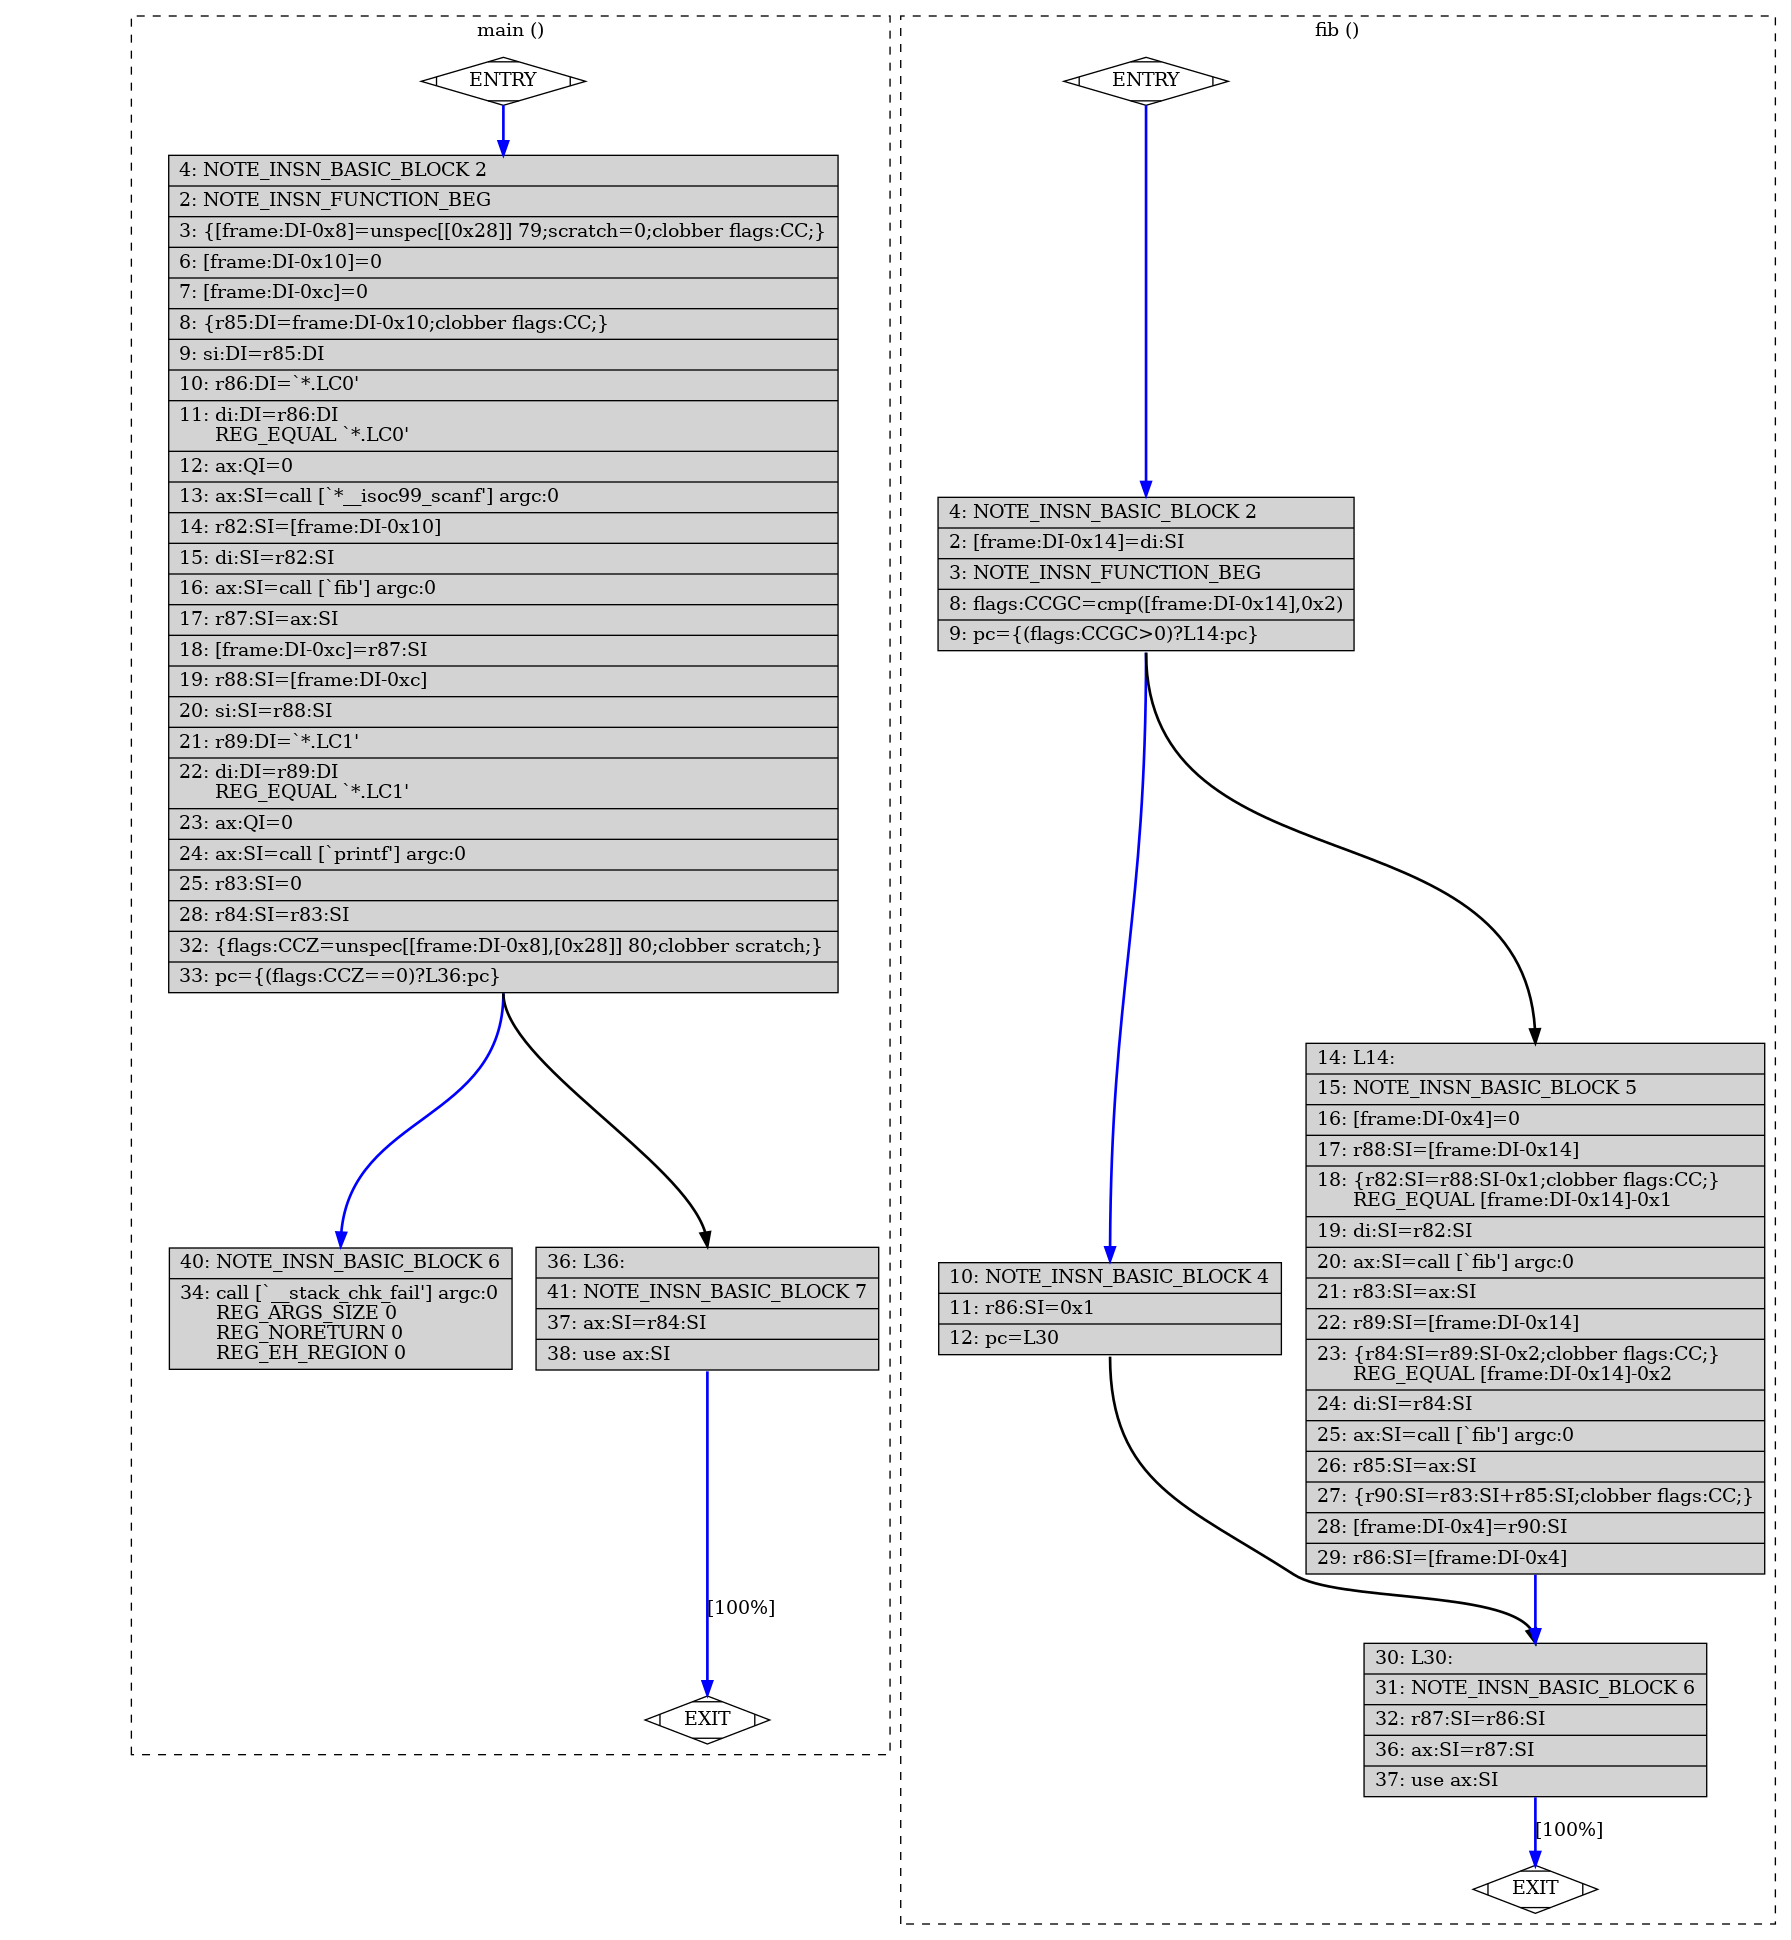 main ()
ENTRY
4: NOTE_INSN_BASIC_BLOCK 2
2: NOTE_INSN_FUNCTION_BEG
3: {[frame:DI-0x8]=unspec[[0x28]] 79;scratch=0;clobber flags:CC;}
6: [frame:DI-0x10]=0
7: [frame:DI-0xc]=0
8: {r85:DI=frame:DI-0x10;clobber flags:CC;}
9: si:DI=r85:DI
10: r86:DI=`*.LC0'
11: di:DI=r86:DI
REG_EQUAL `*.LC0'
12: ax:QI=0
13: ax:SI=call [`*__isoc99_scanf'] argc:0
14: r82:SI=[frame:DI-0x10]
15: di:SI=r82:SI
16: ax:SI=call [`fib'] argc:0
17: r87:SI=ax:SI
18: [frame:DI-0xc]=r87:SI
19: r88:SI=[frame:DI-0xc]
20: si:SI=r88:SI
21: r89:DI=`*.LC1'
22: di:DI=r89:DI
REG_EQUAL `*.LC1'
23: ax:QI=0
24: ax:SI=call [`printf'] argc:0
25: r83:SI=0
28: r84:SI=r83:SI
32: {flags:CCZ=unspec[[frame:DI-0x8],[0x28]] 80;clobber scratch;}
33: pc={(flags:CCZ==0)?L36:pc}
40: NOTE_INSN_BASIC_BLOCK 6
34: call [`__stack_chk_fail'] argc:0
REG_ARGS_SIZE 0
REG_NORETURN 0
REG_EH_REGION 0
36: L36:
41: NOTE_INSN_BASIC_BLOCK 7
37: ax:SI=r84:SI
38: use ax:SI
[100%]
EXIT
fib ()
ENTRY
4: NOTE_INSN_BASIC_BLOCK 2
2: [frame:DI-0x14]=di:SI
3: NOTE_INSN_FUNCTION_BEG
8: flags:CCGC=cmp([frame:DI-0x14],0x2)
9: pc={(flags:CCGC>0)?L14:pc}
10: NOTE_INSN_BASIC_BLOCK 4
11: r86:SI=0x1
12: pc=L30
14: L14:
15: NOTE_INSN_BASIC_BLOCK 5
16: [frame:DI-0x4]=0
17: r88:SI=[frame:DI-0x14]
18: {r82:SI=r88:SI-0x1;clobber flags:CC;}
REG_EQUAL [frame:DI-0x14]-0x1
19: di:SI=r82:SI
20: ax:SI=call [`fib'] argc:0
21: r83:SI=ax:SI
22: r89:SI=[frame:DI-0x14]
23: {r84:SI=r89:SI-0x2;clobber flags:CC;}
REG_EQUAL [frame:DI-0x14]-0x2
24: di:SI=r84:SI
25: ax:SI=call [`fib'] argc:0
26: r85:SI=ax:SI
27: {r90:SI=r83:SI+r85:SI;clobber flags:CC;}
28: [frame:DI-0x4]=r90:SI
29: r86:SI=[frame:DI-0x4]
30: L30:
31: NOTE_INSN_BASIC_BLOCK 6
32: r87:SI=r86:SI
36: ax:SI=r87:SI
37: use ax:SI
[100%]
EXIT